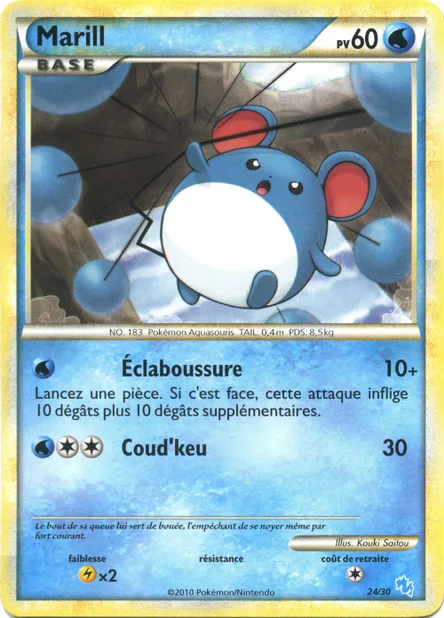 Marill
PV60
BASE
NO. 183 Pokémon Aquasouris TAIL: 0,4m PDS: 8,5kg
Éclaboussure 10+
Lancez une pièce. Si c'est face, cette attaque inflige
10 dégâts plus 10 dégâts supplémentaires.
Coud'keu 30
Le bout de sa queue lui sert de bouée, l'empêchant de se noyer même par
fort courant.
Illus. Kouki Saitou
faiblesse résistance coût de retraite
×2
©2010 Pokémon/Nintendo 24/30